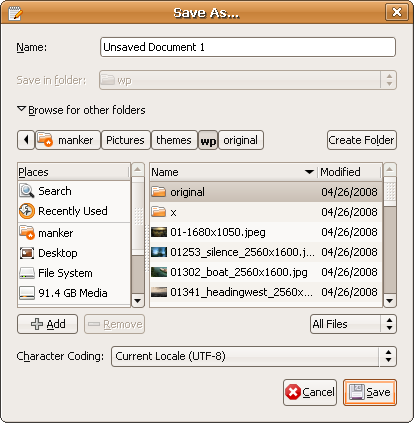 Save As...
Name: Unsaved Document 1
Save in folder: wp
Browse for other folders
manker Pictures themes wp original Create Folder
Places Name Modified
Search original 04/26/2008
Recently Used x 04/26/2008
manker 01-1680x1050.jpeg 04/26/2008
Desktop 01253_silence_2560x1600.j... 04/26/2008
File System 01302_boat_2560x1600.jpg 04/26/2008
91.4 GB Media 01341_headingwest_2560x... 04/26/2008
Add Remove All Files
Character Coding: Current Locale (UTF-8)
Cancel Save